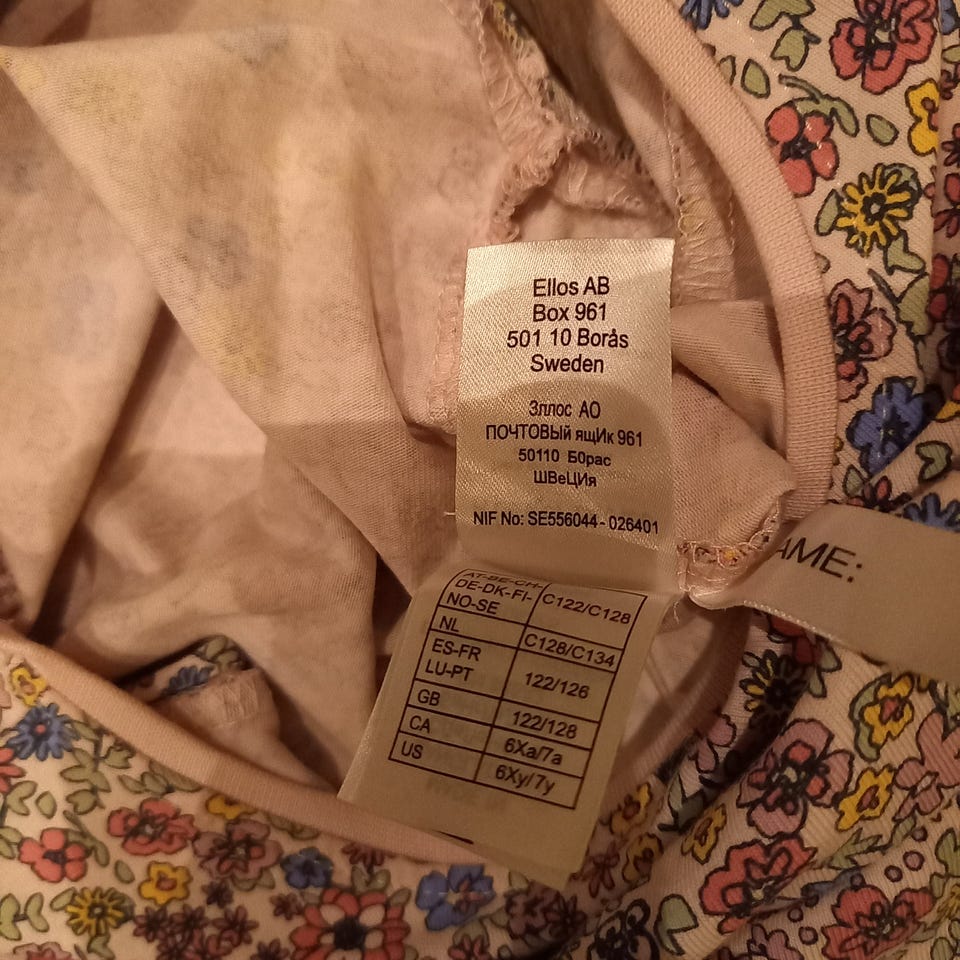 Ellos AB
Box 961
501 10 Borås
Sweden
Зллос АО
ПОЧТОВЫй ящИк 961
50110 Б0рас
ШВеЦИя
NIF No: SE556044-026401
AME:
AT-BE-CH-
DE-DK-FI-
NO-SE
C122/C128
NL
C128/C134
ES-FR
LU-PT
122/126
GB
122/128
CA
6Xa/7a
US
6Xy/7y